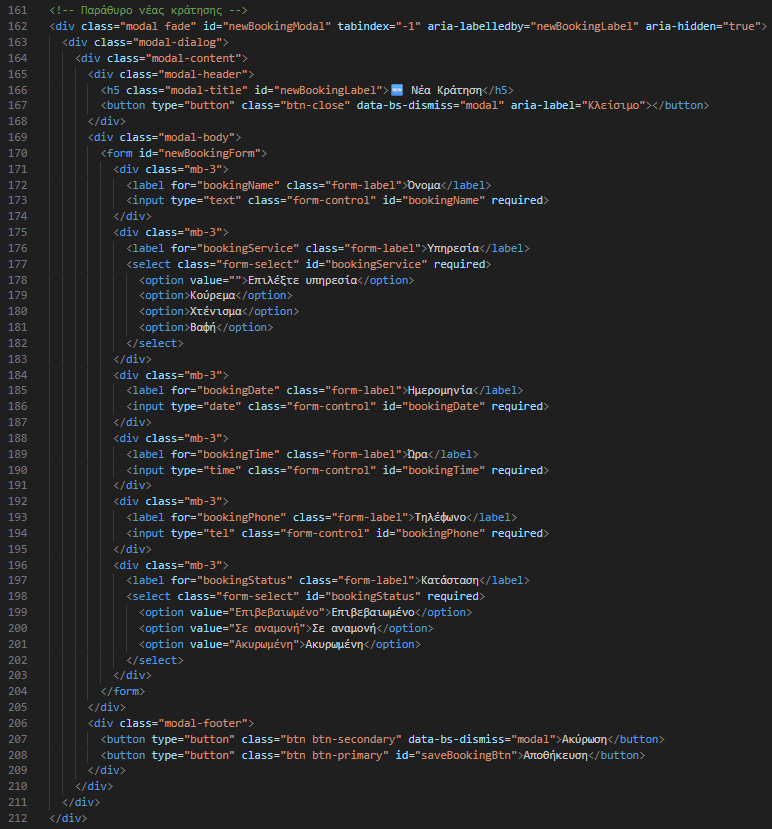 161 <!-- Παράθυρο νέας κράτησης -->
162 <div class="modal fade" id="newBookingModal" tabindex="-1" aria-labelledby="newBookingLabel" aria-hidden="true">
163 <div class="modal-dialog">
164 <div class="modal-content">
165 <div class="modal-header">
166 <h5 class="modal-title" id="newBookingLabel">🆕 Νέα Κράτηση</h5>
167 <button type="button" class="btn-close" data-bs-dismiss="modal" aria-label="Κλείσιμο"></button>
168 </div>
169 <div class="modal-body">
170 <form id="newBookingForm">
171 <div class="mb-3">
172 <label for="bookingName" class="form-label">Όνομα</label>
173 <input type="text" class="form-control" id="bookingName" required>
174 </div>
175 <div class="mb-3">
176 <label for="bookingService" class="form-label">Υπηρεσία</label>
177 <select class="form-select" id="bookingService" required>
178 <option value="">Επιλέξτε υπηρεσία</option>
179 <option>Κούρεμα</option>
180 <option>Χτένισμα</option>
181 <option>Βαφή</option>
182 </select>
183 </div>
184 <div class="mb-3">
185 <label for="bookingDate" class="form-label">Ημερομηνία</label>
186 <input type="date" class="form-control" id="bookingDate" required>
187 </div>
188 <div class="mb-3">
189 <label for="bookingTime" class="form-label">Ώρα</label>
190 <input type="time" class="form-control" id="bookingTime" required>
191 </div>
192 <div class="mb-3">
193 <label for="bookingPhone" class="form-label">Τηλέφωνο</label>
194 <input type="tel" class="form-control" id="bookingPhone" required>
195 </div>
196 <div class="mb-3">
197 <label for="bookingStatus" class="form-label">Κατάσταση</label>
198 <select class="form-select" id="bookingStatus" required>
199 <option value="Επιβεβαιωμένο">Επιβεβαιωμένο</option>
200 <option value="Σε αναμονή">Σε αναμονή</option>
201 <option value="Ακυρωμένη">Ακυρωμένη</option>
202 </select>
203 </div>
204 </form>
205 </div>
206 <div class="modal-footer">
207 <button type="button" class="btn btn-secondary" data-bs-dismiss="modal">Ακύρωση</button>
208 <button type="button" class="btn btn-primary" id="saveBookingBtn">Αποθήκευση</button>
209 </div>
210 </div>
211 </div>
212 </div>